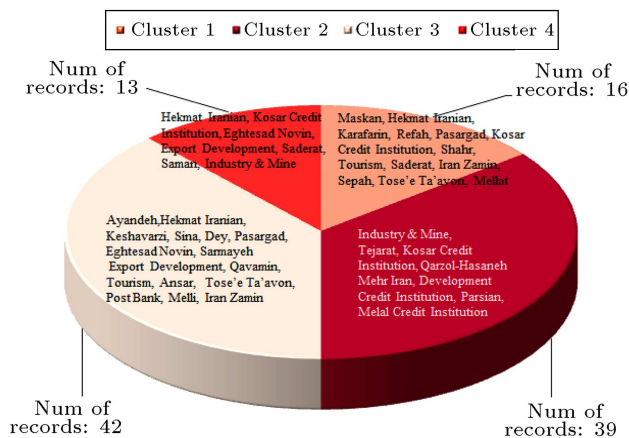 Cluster 1 Cluster 2 Cluster 3 Cluster 4
Num of
records: 13
Num of
records: 16
Hekmat Iranian, Kosar Credit
Institution, Eghtesad Novin,
Export Development, Saderat,
Saman, Industry & Mine
Maskan, Hekmat Iranian,
Karafarin, Refah, Pasargad, Kosar
Credit Institution, Shahr,
Tourism, Saderat, Iran Zamin,
Sepah, Tose'e Ta'avon, Mellat
Ayandeh,Hekmat Iranian,
Keshavarzi, Sina, Dey, Pasargad,
Eghtesad Novin, Sarmayeh
Export Development, Qavamin,
Tourism, Ansar, Tose'e Ta'avon,
Post Bank, Melli, Iran Zamin
Industry & Mine,
Tejarat, Kosar Credit
Institution, Qarzol-Hasaneh
Mehr Iran, Development
Credit Institution, Parsian,
Melal Credit Institution
Num of
records: 42
Num of
records: 39